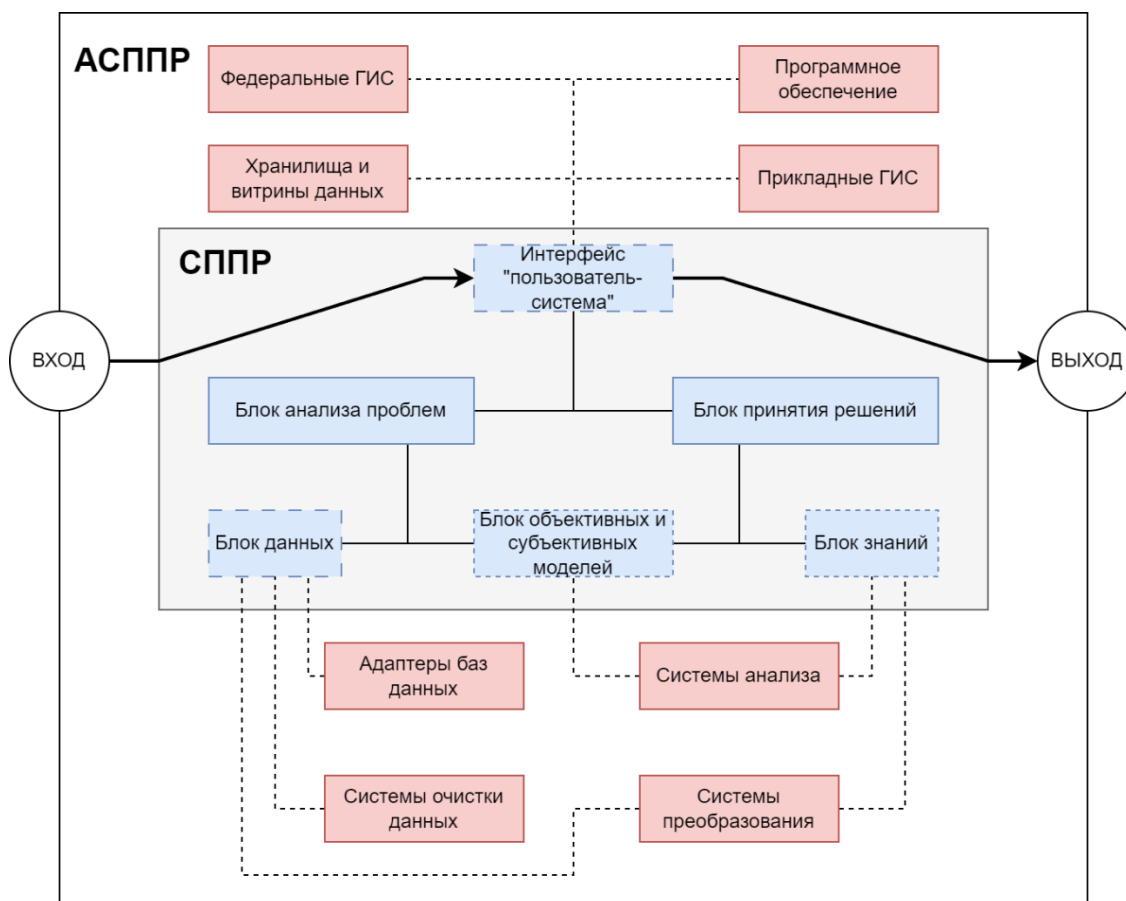 АСППР
Федеральные ГИС
Программное
обеспечение
Хранилища и
витрины данных
Прикладные ГИС
СППР
Интерфейс
"пользователь-
система"
ВХОД
ВЫХОД
Блок анализа проблем
Блок принятия решений
Блок данных
Блок объективных и
субъективных
моделей
Блок знаний
Адаптеры баз
данных
Системы анализа
Системы очистки
данных
Системы
преобразования